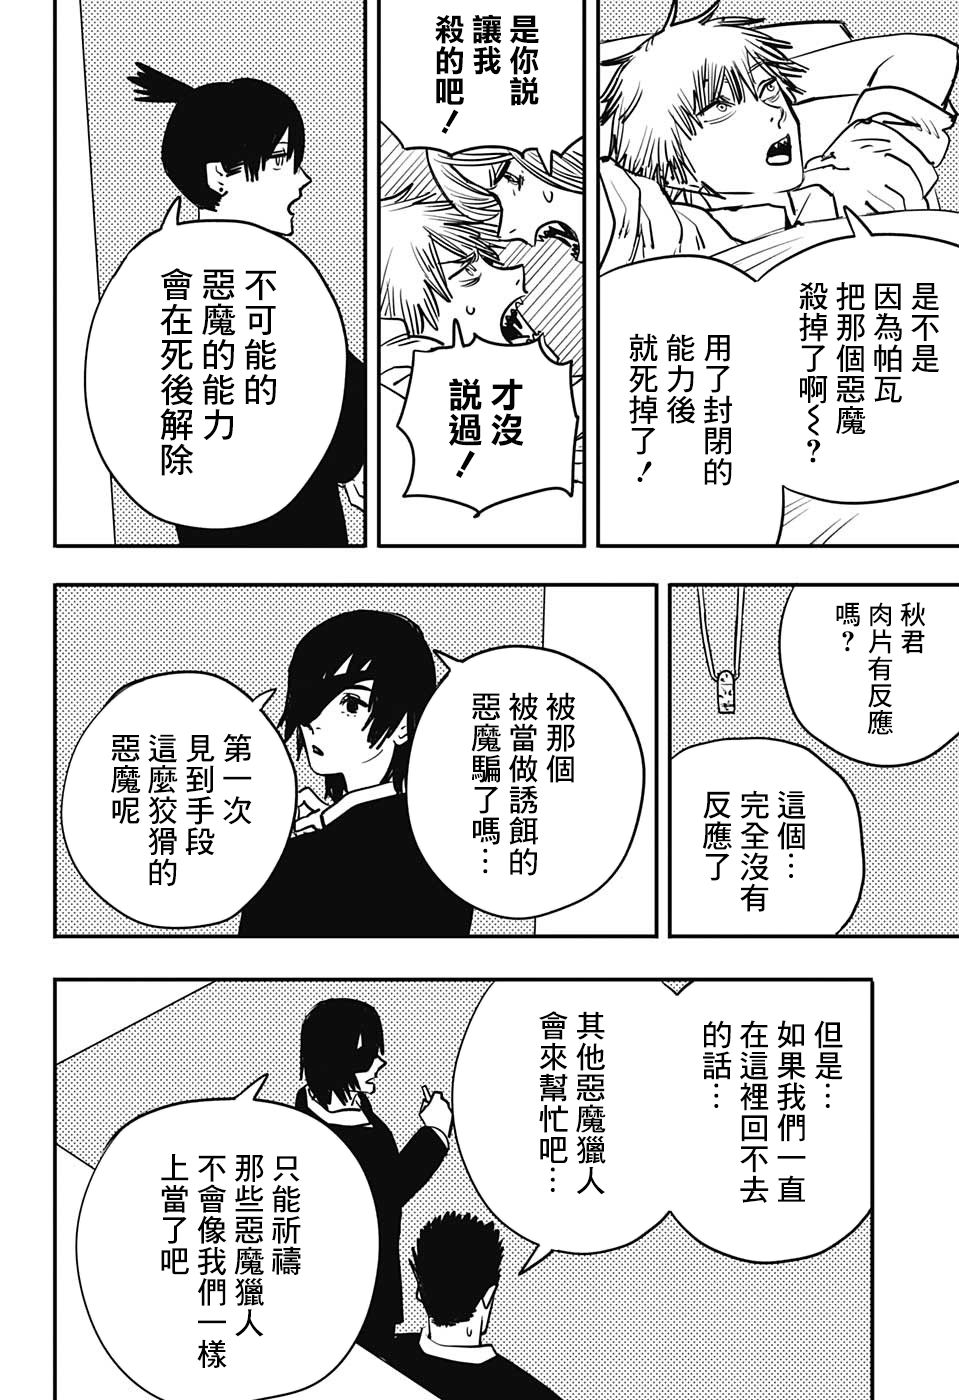 是不是
因為帕瓦
把那個惡魔
殺掉了啊～?
用了封閉的
能力後
就死掉了!
是你說
讓我
殺的吧!
才沒
說過!
不可能的
惡魔的能力
會在死後解除
秋君
肉片有反應
嗎?
這個…
完全沒有
反應了
被那個
被當做誘餌的
惡魔騙了嗎…
第一次
見到手段
這麼狡猾的
惡魔呢
但是…
如果我們一直
在這裡回不去
的話…
其他惡魔獵人
會來幫忙吧…
只能祈禱
那些惡魔獵人
不會像我們一樣
上當了吧